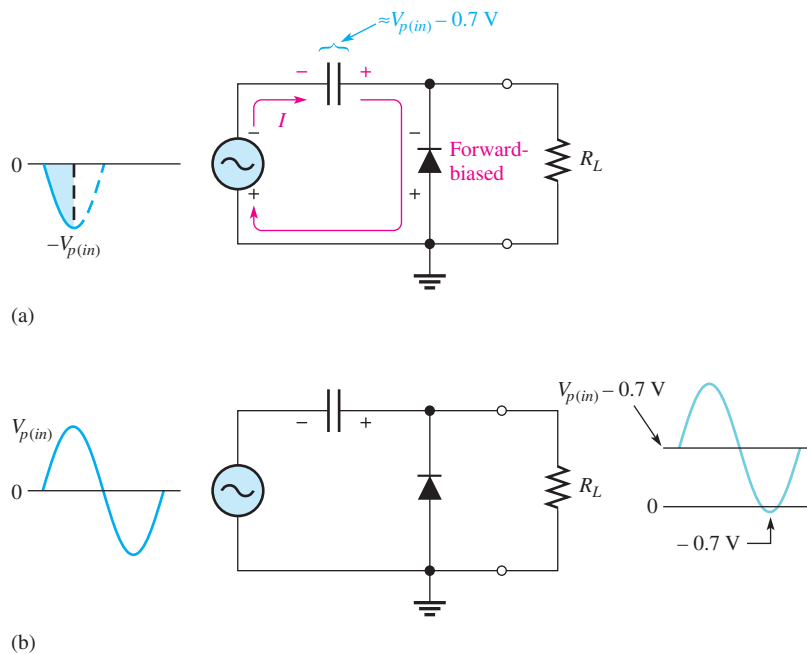 ≈V_p(in) – 0.7 V
– +
I
–
+
–
+
Forward-
biased
R_L
0
–V_p(in)
(a)
V_p(in)
0
– +
R_L
V_p(in) – 0.7 V
0
– 0.7 V
(b)